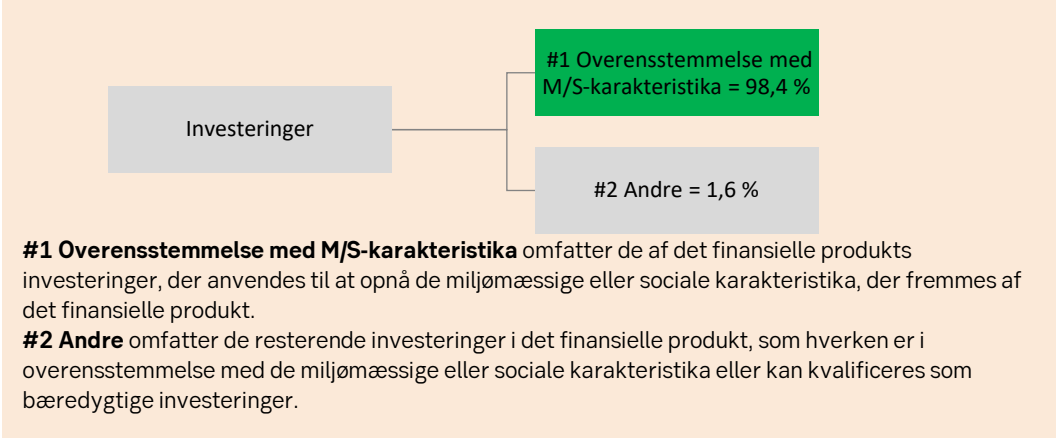 #1 Overensstemmelse med
M/S-karakteristika = 98,4 %
Investeringer
#2 Andre = 1,6 %
#1 Overensstemmelse med M/S-karakteristika omfatter de af det finansielle produkts
investeringer, der anvendes til at opnå de miljømæssige eller sociale karakteristika, der fremmes af
det finansielle produkt.
#2 Andre omfatter de resterende investeringer i det finansielle produkt, som hverken er i
overensstemmelse med de miljømæssige eller sociale karakteristika eller kan kvalificeres som
bæredygtige investeringer.